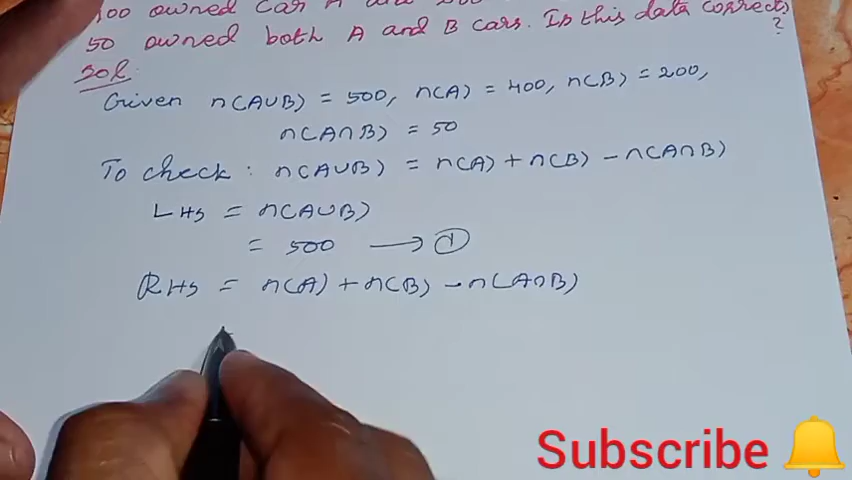 owned Car A
50 owned both A and B cars. Is this data correct
?
Sol:
Given n(A∪B) = 500, n(A) = 400, n(B) = 200,
n(A∩B) = 50
To check: n(A∪B) = n(A) + n(B) - n(A∩B)
LHS = n(A∪B)
= 500 → ①
RHS = n(A) + n(B) - n(A∩B)
Subscribe